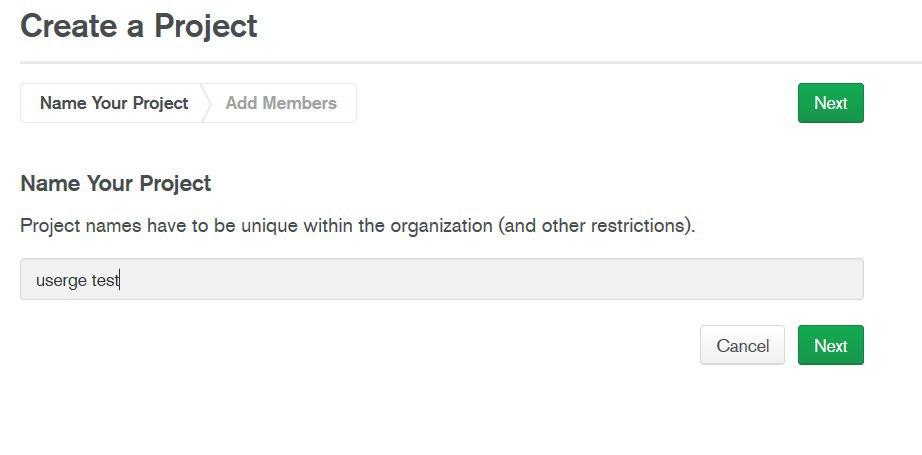 Create a Project
Name Your Project Add Members Next
Name Your Project
Project names have to be unique within the organization (and other restrictions).
userge test
Cancel Next